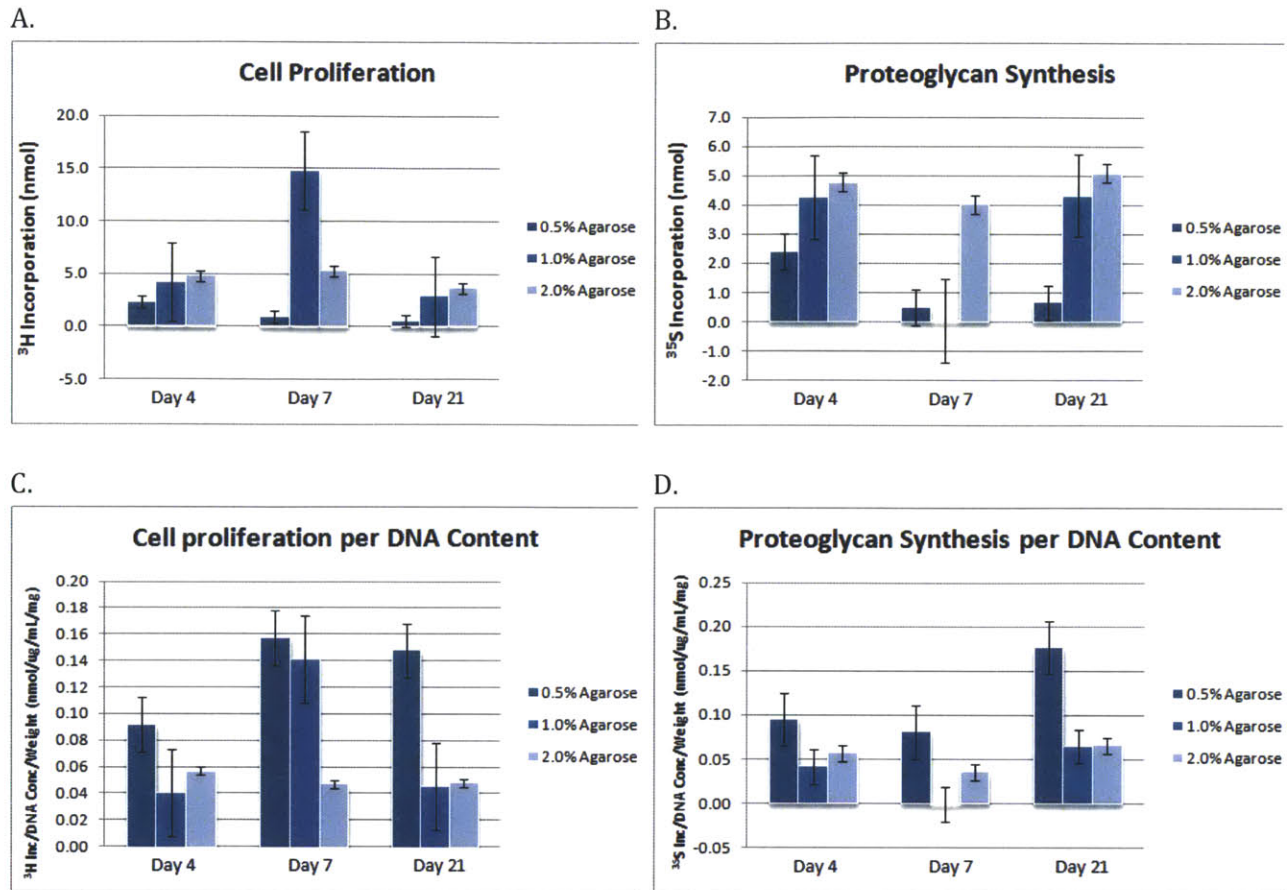 A.
Cell Proliferation
³H Incorporation (nmol)
20.0
15.0
10.0
5.0
0.0
-5.0
Day 4
Day 7
Day 21
0.5% Agarose
1.0% Agarose
2.0% Agarose
B.
Proteoglycan Synthesis
³⁵S Incorporation (nmol)
7.0
6.0
5.0
4.0
3.0
2.0
1.0
0.0
-1.0
-2.0
Day 4
Day 7
Day 21
0.5% Agarose
1.0% Agarose
2.0% Agarose
C.
Cell proliferation per DNA Content
³H Inc/DNA Conc/Weight (nmol/ug/mL/mg)
0.20
0.18
0.16
0.14
0.12
0.10
0.08
0.06
0.04
0.02
0.00
Day 4
Day 7
Day 21
0.5% Agarose
1.0% Agarose
2.0% Agarose
D.
Proteoglycan Synthesis per DNA Content
³⁵S Inc/DNA Conc/Weight (nmol/ug/mL/mg)
0.25
0.20
0.15
0.10
0.05
0.00
-0.05
Day 4
Day 7
Day 21
0.5% Agarose
1.0% Agarose
2.0% Agarose